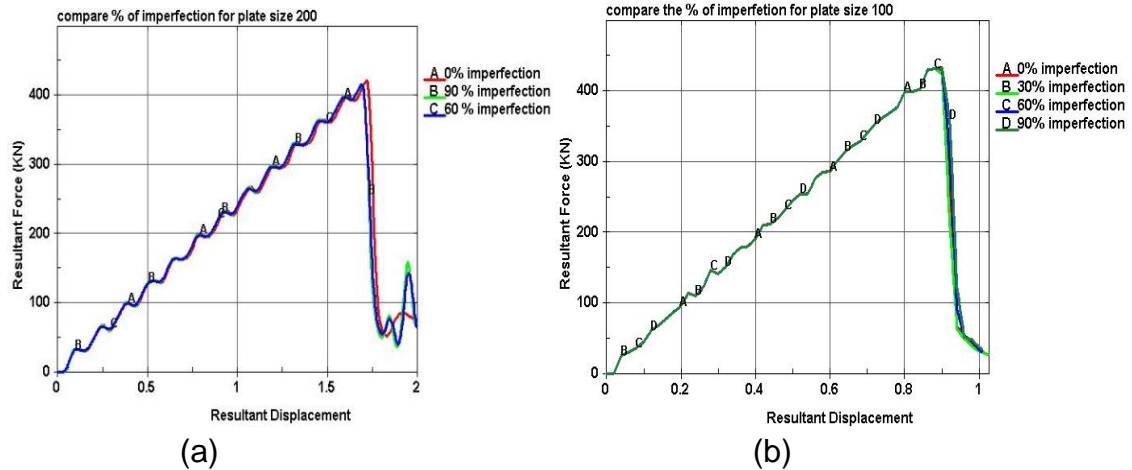 compare % of imperfection for plate size 200
A 0% imperfection
B 90 % imperfection
C 60 % imperfection
Resultant Force (KN)
400
300
200
100
0
0 0.5 1 1.5 2
Resultant Displacement
A A A A A
B B B B B
C C C
(a)
compare the % of imperfetion for plate size 100
A 0% imperfection
B 30% imperfection
C 60% imperfection
D 90% imperfection
Resultant Force (KN)
400
300
200
100
0
0 0.2 0.4 0.6 0.8 1
Resultant Displacement
A A A A
B B B B B
C C C C C
D D D D D
(b)